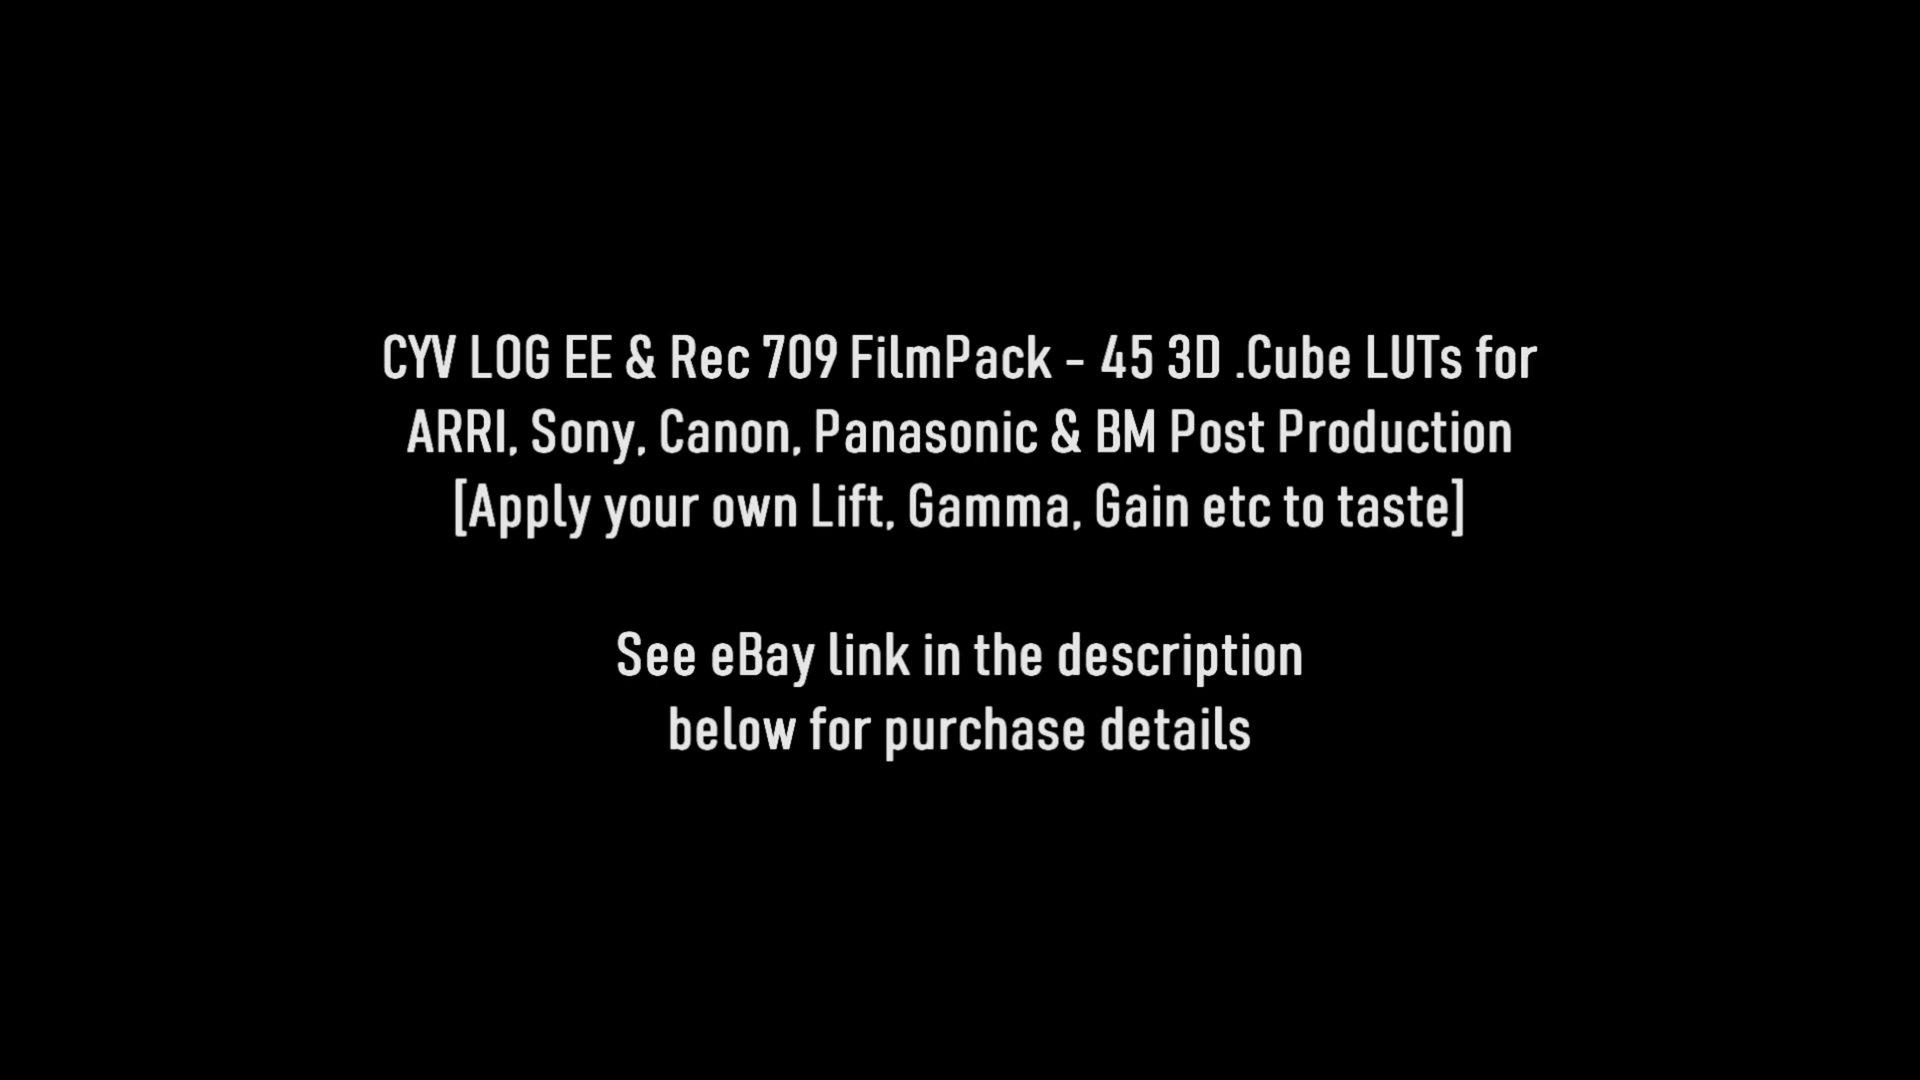 CYV LOG EE & Rec 709 FilmPack - 45 3D .Cube LUTs for
ARRI, Sony, Canon, Panasonic & BM Post Production
[Apply your own Lift, Gamma, Gain etc to taste]
See eBay link in the description
below for purchase details